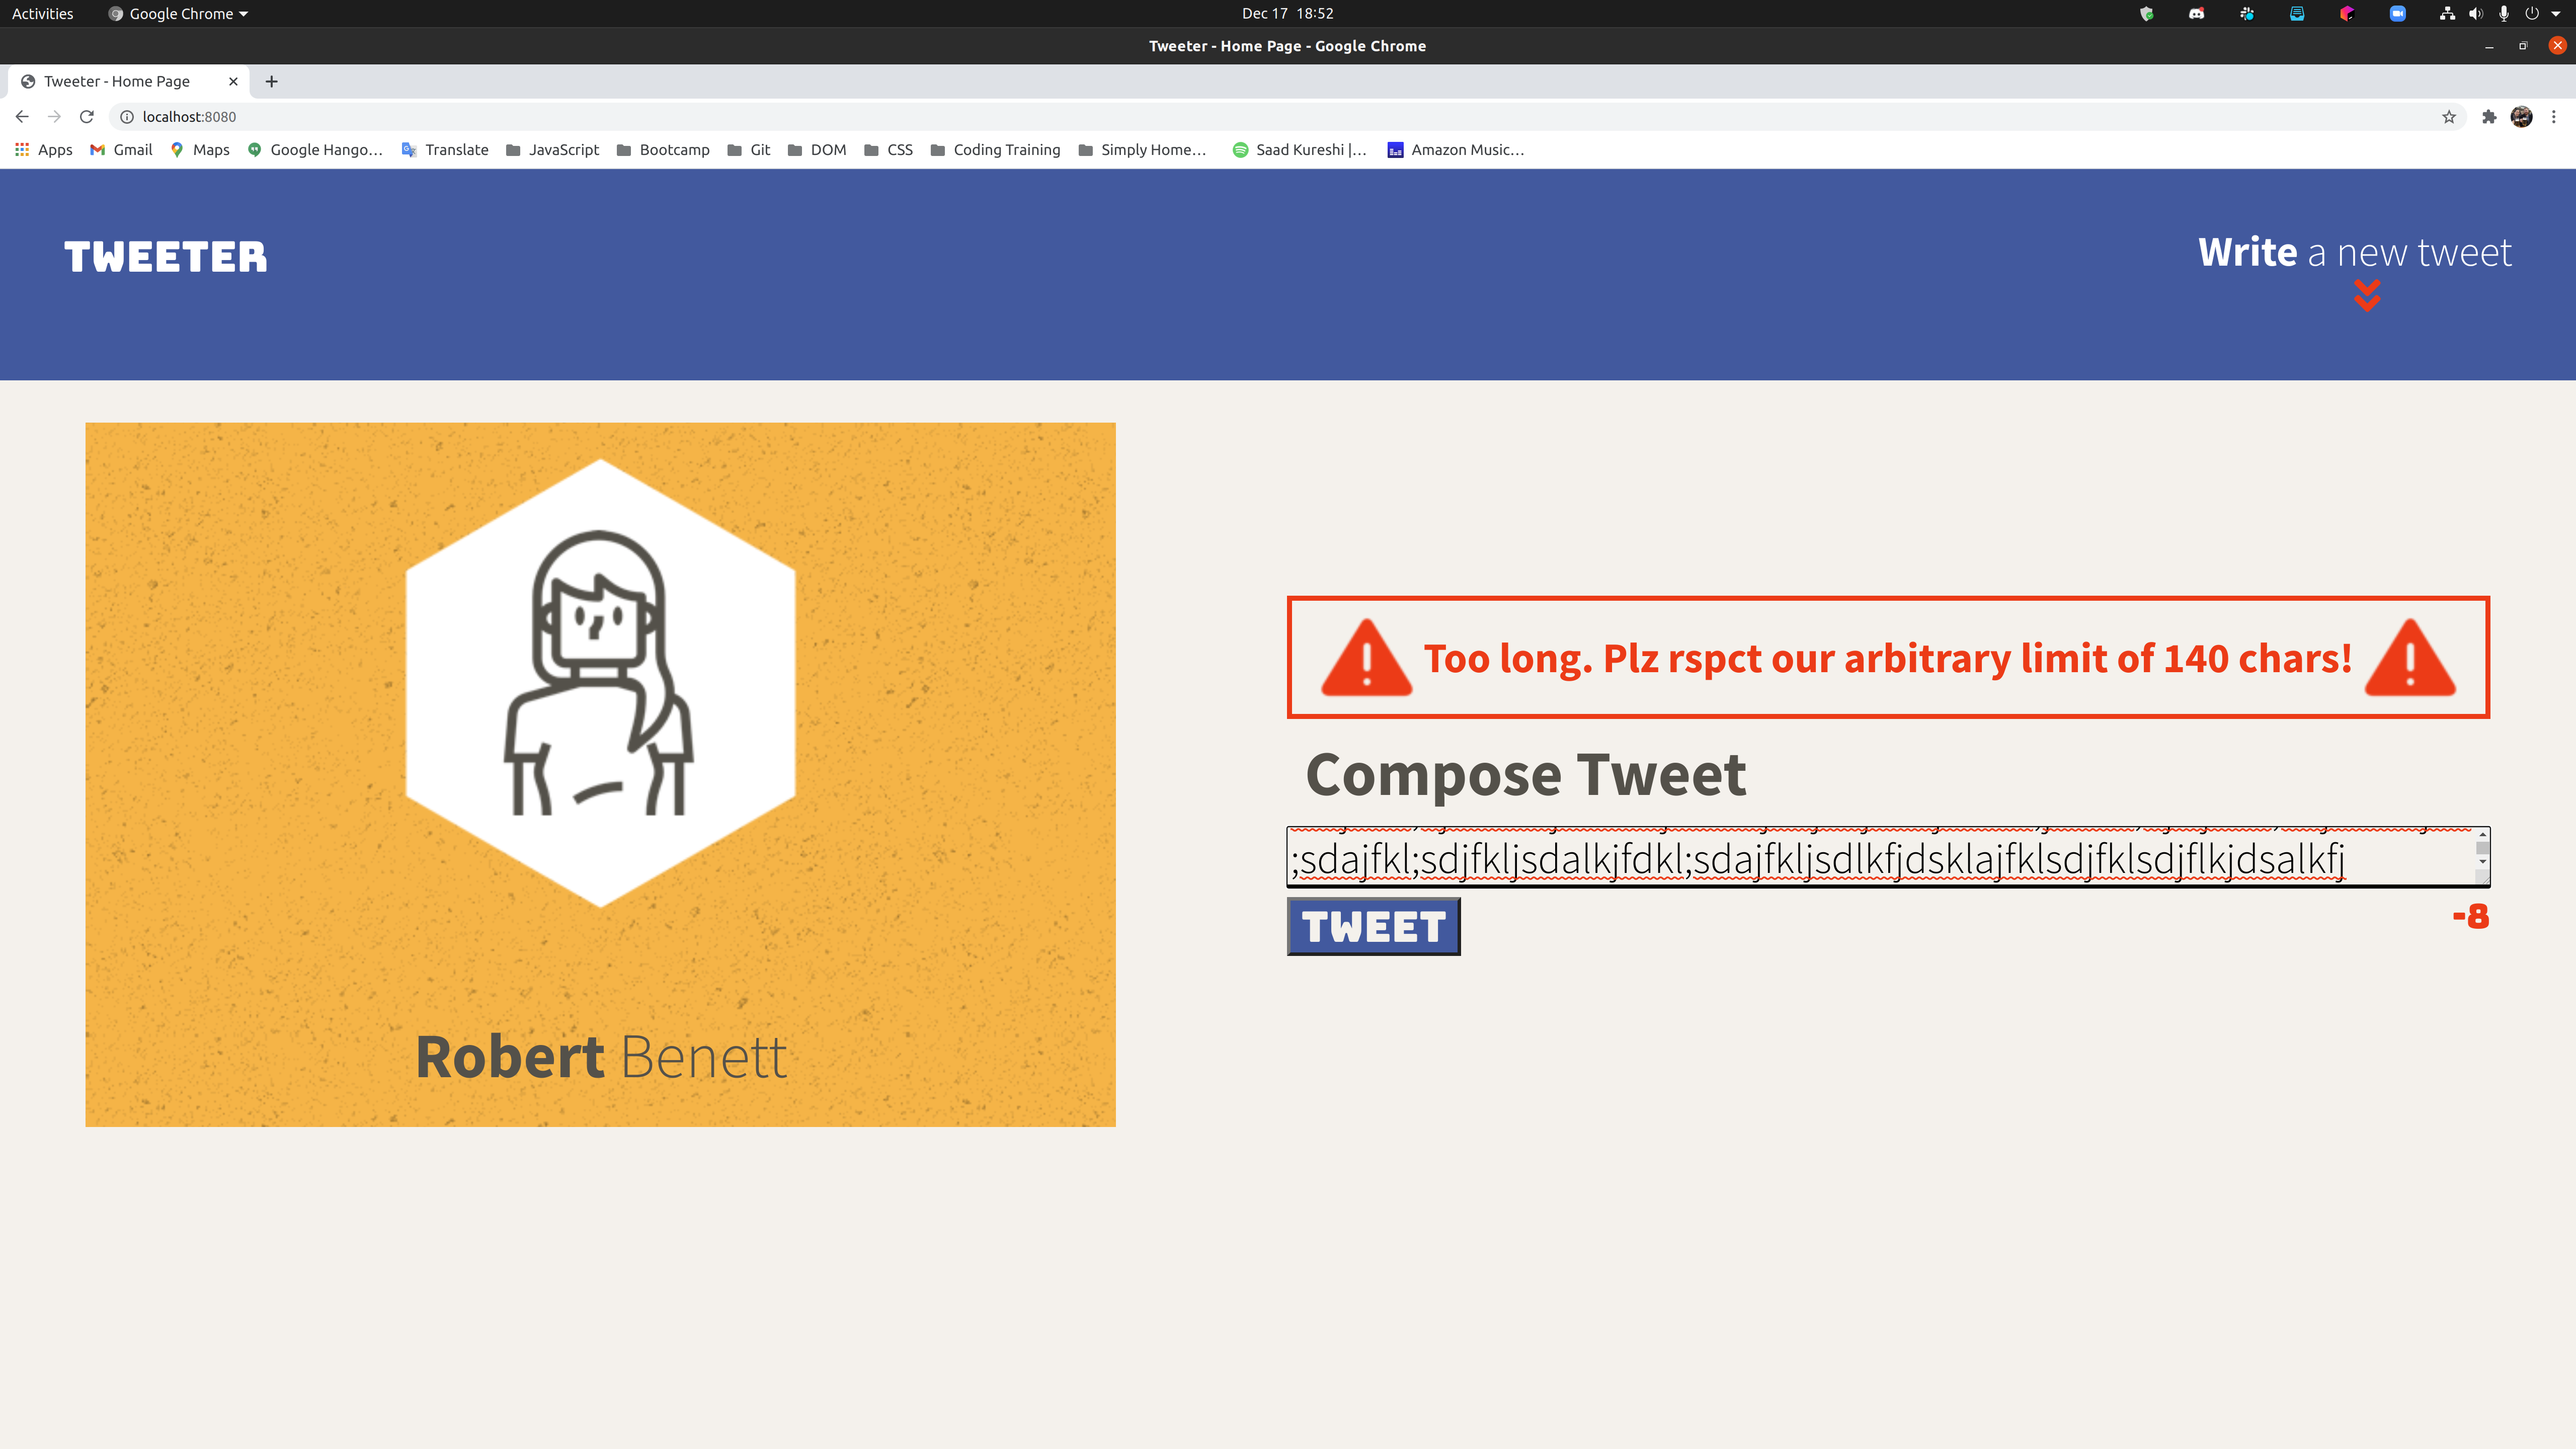 Activities Google Chrome Dec 17 18:52
Tweeter - Home Page - Google Chrome
Tweeter - Home Page
localhost:8080
Apps Gmail Maps Google Hango... Translate JavaScript Bootcamp Git DOM CSS Coding Training Simply Home... Saad Kureshi |... Amazon Music...
TWEETER
Write a new tweet
Too long. Plz rspct our arbitrary limit of 140 chars!
Compose Tweet
;sdajfkl;sdjfkljsdalkjfdkl;sdajfkljsdlkfjdsklajfklsdjfklsdjflkjdsalkfj
TWEET
-8
Robert Benett